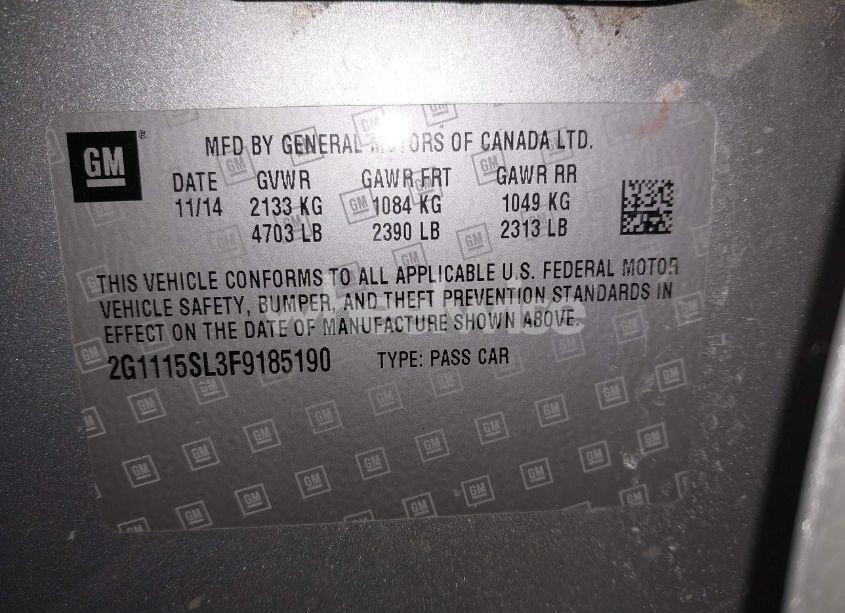 GM
MFD BY GENERAL MOTORS OF CANADA LTD.
DATE GVWR GAWR FRT GAWR RR
11/14 2133 KG 1084 KG 1049 KG
4703 LB 2390 LB 2313 LB
THIS VEHICLE CONFORMS TO ALL APPLICABLE U.S. FEDERAL MOTOR
VEHICLE SAFETY, BUMPER, AND THEFT PREVENTION STANDARDS IN
EFFECT ON THE DATE OF MANUFACTURE SHOWN ABOVE.
2G1115SL3F9185190 TYPE: PASS CAR